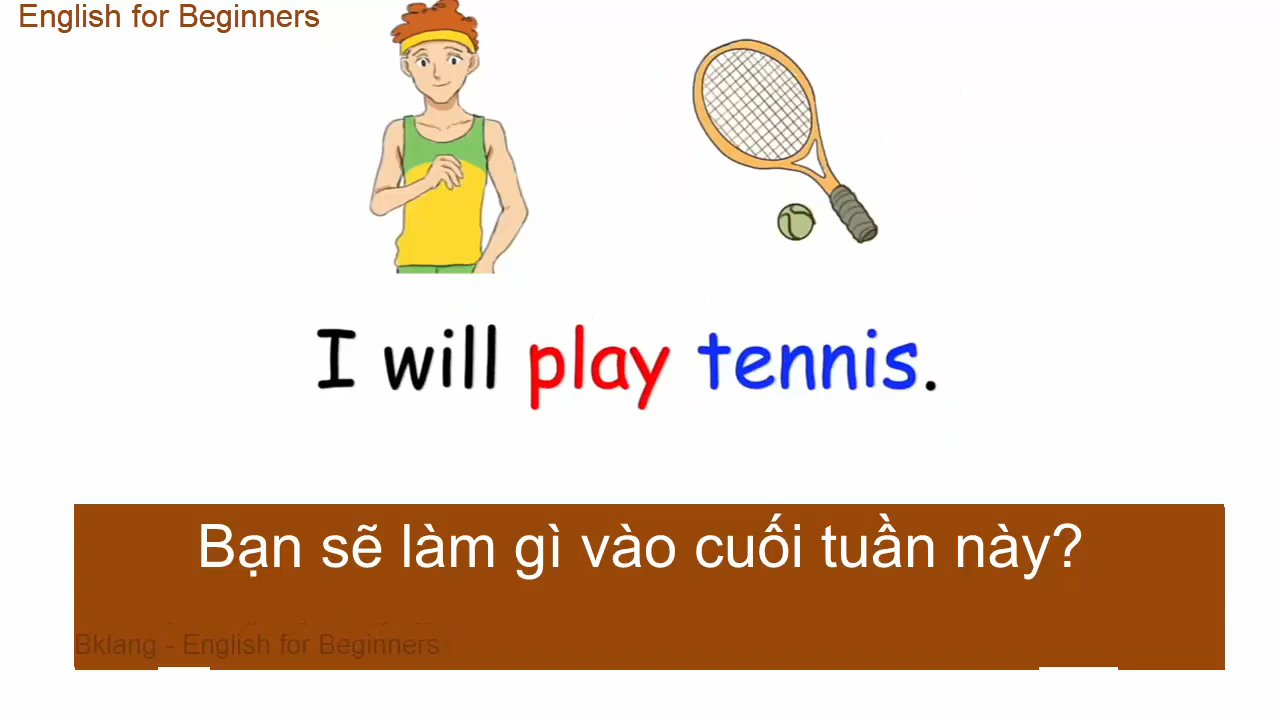 English for Beginners
I will play tennis.
Bạn sẽ làm gì vào cuối tuần này?
Bklang - English for Beginners